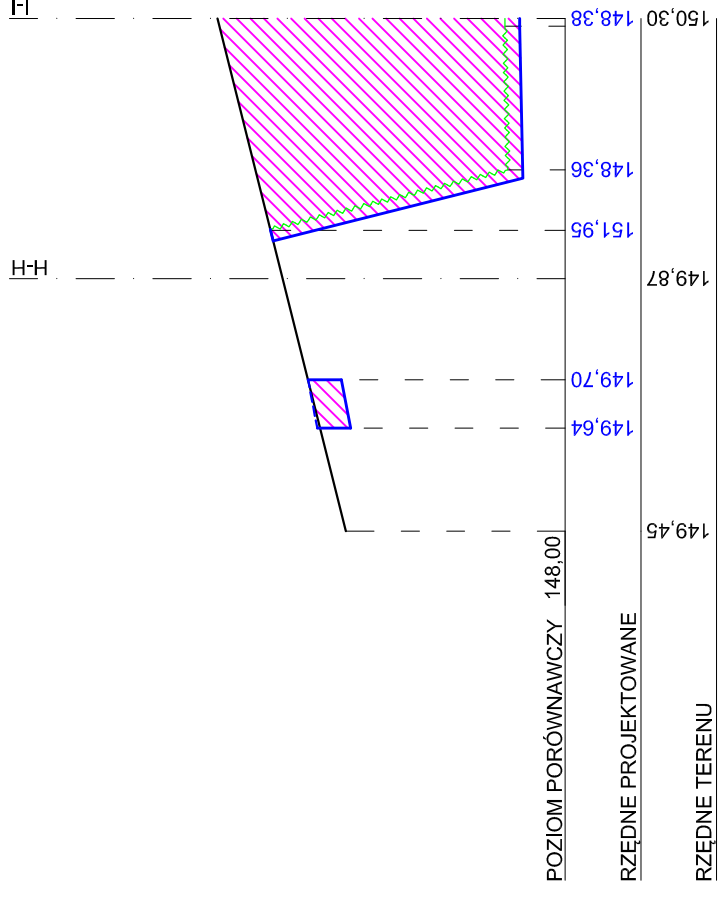 I-I
148,38
150,30
148,36
151,95
H-H
149,87
149,70
149,64
149,45
POZIOM PORÓWNAWCZY 148,00
RZĘDNE PROJEKTOWANE
RZĘDNE TERENU